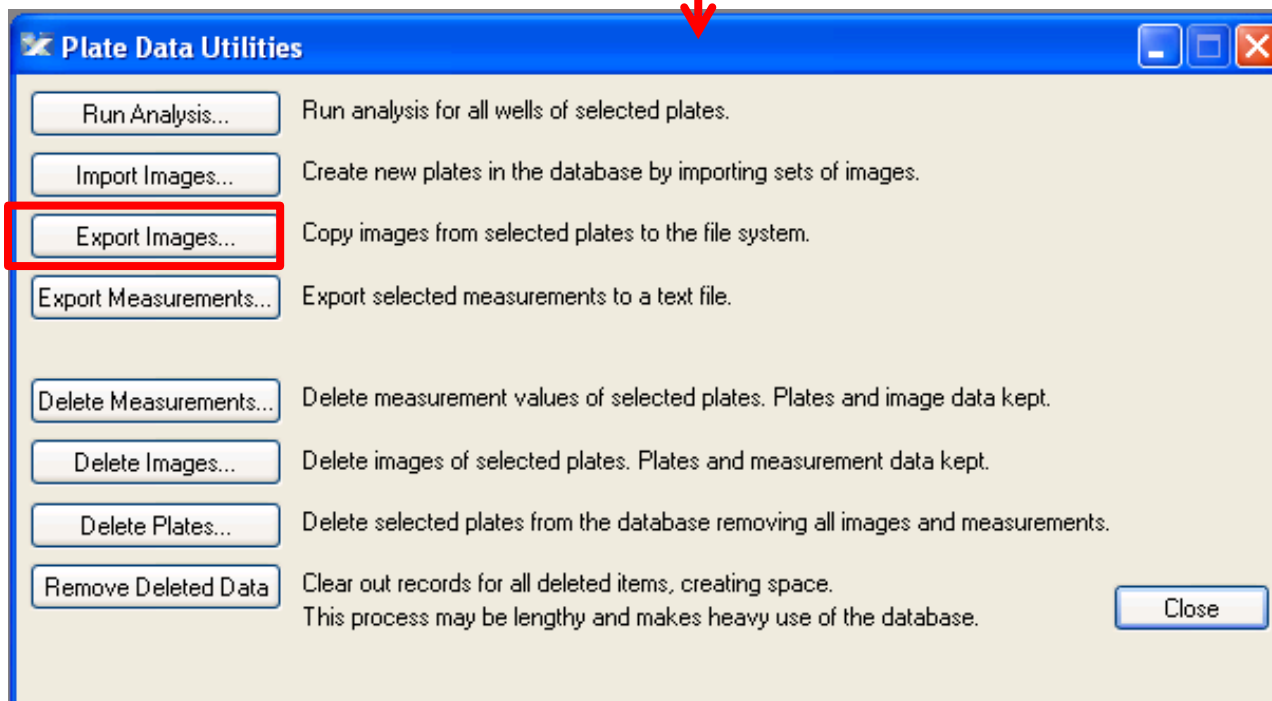 Plate Data Utilities
Run Analysis... Run analysis for all wells of selected plates.
Import Images... Create new plates in the database by importing sets of images.
Export Images... Copy images from selected plates to the file system.
Export Measurements... Export selected measurements to a text file.
Delete Measurements... Delete measurement values of selected plates. Plates and image data kept.
Delete Images... Delete images of selected plates. Plates and measurement data kept.
Delete Plates... Delete selected plates from the database removing all images and measurements.
Remove Deleted Data Clear out records for all deleted items, creating space.
This process may be lengthy and makes heavy use of the database.
Close